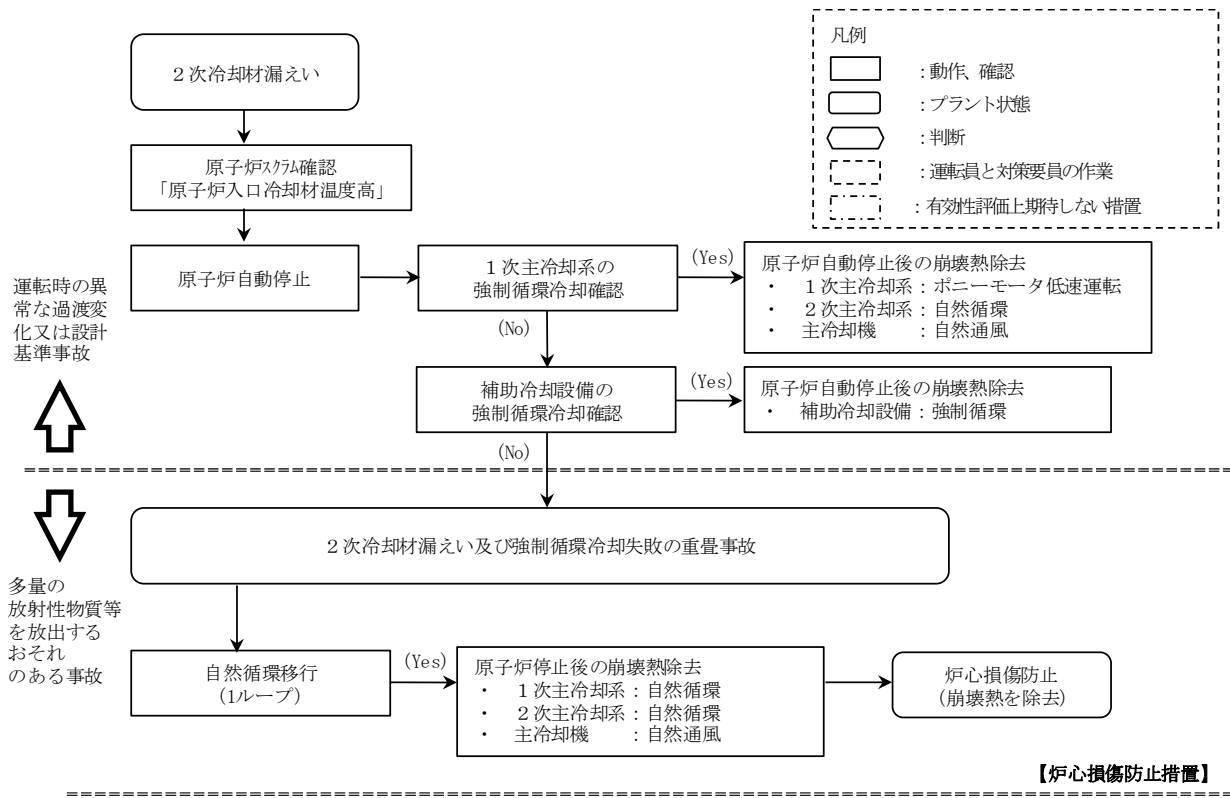 ２次冷却材漏えい
原子炉ｽｸﾗﾑ確認
「原子炉入口冷却材温度高」
原子炉自動停止
１次主冷却系の
強制循環冷却確認
(Yes)
(No)
原子炉自動停止後の崩壊熱除去
・ １次主冷却系：ポニーモータ低速運転
・ ２次主冷却系：自然循環
・ 主冷却機　　：自然通風
補助冷却設備の
強制循環冷却確認
(Yes)
(No)
原子炉自動停止後の崩壊熱除去
・ 補助冷却設備：強制循環
凡例
：動作、確認
：プラント状態
：判断
：運転員と対策要員の作業
：有効性評価上期待しない措置
運転時の異
常な過渡変
化又は設計
基準事故
多量の
放射性物質等
を放出する
おそれ
のある事故
２次冷却材漏えい及び強制循環冷却失敗の重畳事故
自然循環移行
(1ループ)
(Yes)
原子炉停止後の崩壊熱除去
・ １次主冷却系：自然循環
・ ２次主冷却系：自然循環
・ 主冷却機　　：自然通風
炉心損傷防止
(崩壊熱を除去)
【炉心損傷防止措置】